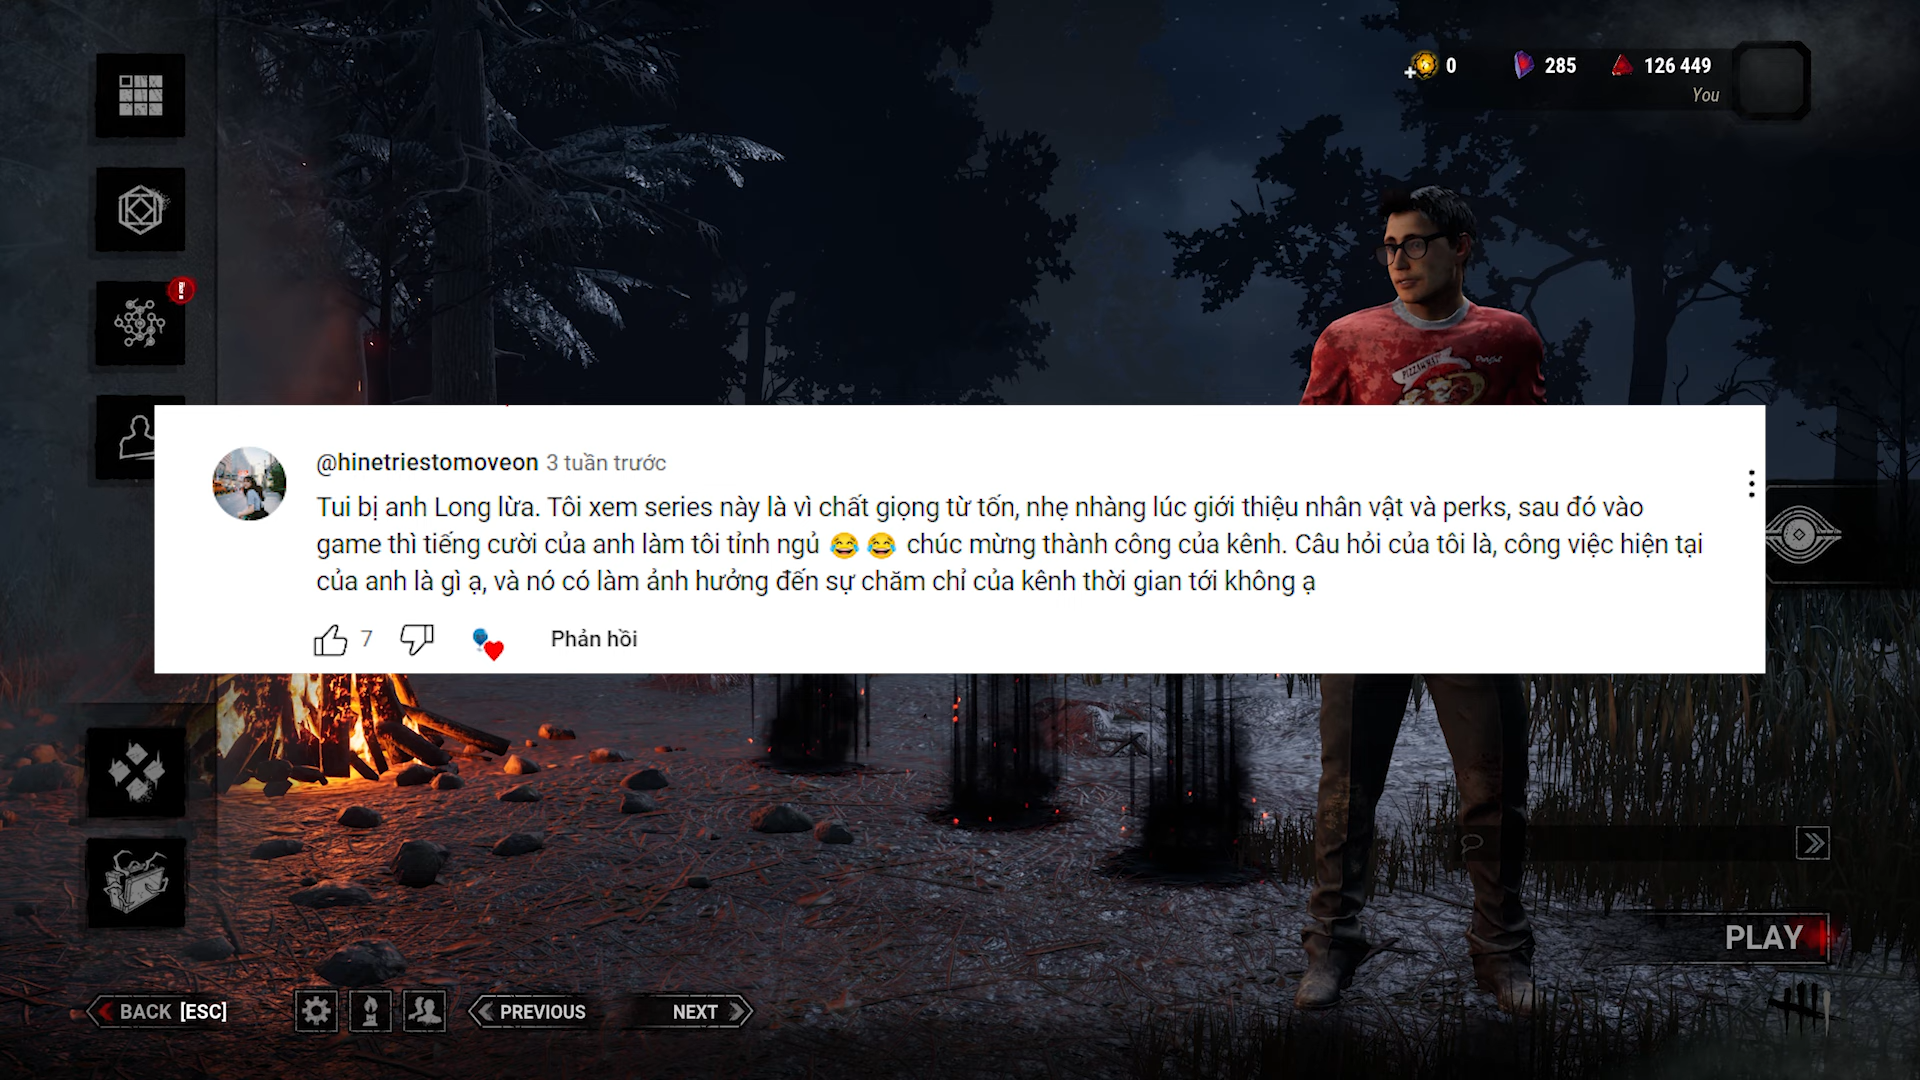 0
285
126 449
You
PIZZAWHAT
@hinetriestomoveon 3 tuần trước
Tui bị anh Long lừa. Tôi xem series này là vì chất giọng từ tốn, nhẹ nhàng lúc giới thiệu nhân vật và perks, sau đó vào
game thì tiếng cười của anh làm tôi tỉnh ngủ 😂😂 chúc mừng thành công của kênh. Câu hỏi của tôi là, công việc hiện tại
của anh là gì ạ, và nó có làm ảnh hưởng đến sự chăm chỉ của kênh thời gian tới không ạ
7
Phản hồi
PLAY
BACK [ESC]
PREVIOUS
NEXT